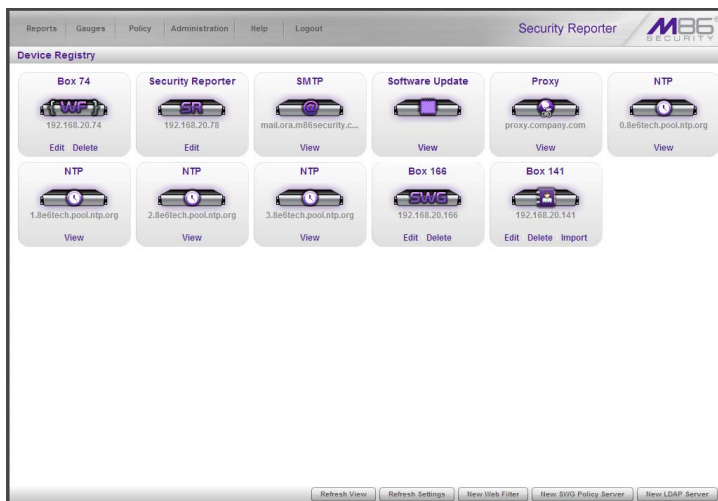 Reports Gauges Policy Administration Help Logout
Security Reporter
M86
SECURITY
Device Registry
Box 74 Security Reporter SMTP Software Update Proxy NTP
WF SR @
192.168.20.74 192.168.20.78 mail.ora.m86security.c... proxy.company.com 0.8e6tech.pool.ntp.org
Edit Delete Edit View View View View
NTP NTP NTP Box 166 Box 141
SWG
1.8e6tech.pool.ntp.org 2.8e6tech.pool.ntp.org 3.8e6tech.pool.ntp.org 192.168.20.166 192.168.20.141
View View View Edit Delete Edit Delete Import
Refresh View Refresh Settings New Web Filter New SWG Policy Server New LDAP Server